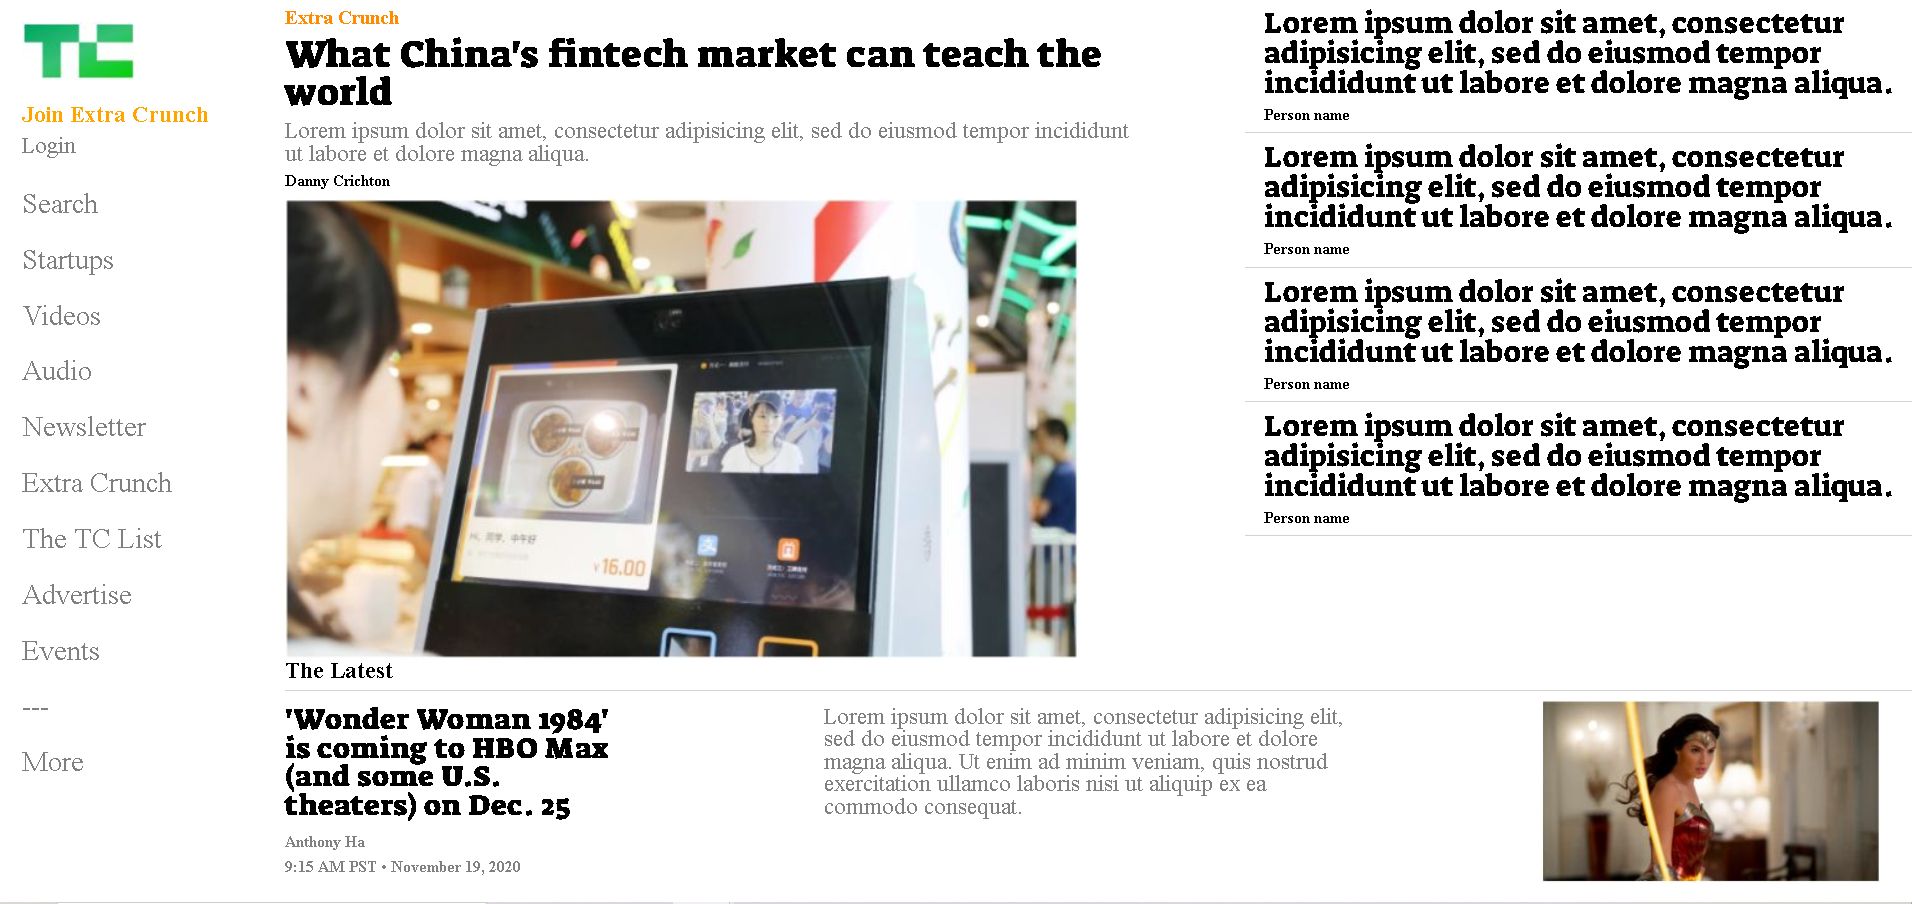 TC
Join Extra Crunch
Login
Search
Startups
Videos
Audio
Newsletter
Extra Crunch
The TC List
Advertise
Events
---
More
Extra Crunch
What China's fintech market can teach the
world
Lorem ipsum dolor sit amet, consectetur adipisicing elit, sed do eiusmod tempor incididunt
ut labore et dolore magna aliqua.
Danny Crichton
Hi, 同学, 中午好
¥16.00
The Latest
'Wonder Woman 1984'
is coming to HBO Max
(and some U.S.
theaters) on Dec. 25
Anthony Ha
9:15 AM PST • November 19, 2020
Lorem ipsum dolor sit amet, consectetur adipisicing elit,
sed do eiusmod tempor incididunt ut labore et dolore
magna aliqua. Ut enim ad minim veniam, quis nostrud
exercitation ullamco laboris nisi ut aliquip ex ea
commodo consequat.
Lorem ipsum dolor sit amet, consectetur
adipisicing elit, sed do eiusmod tempor
incididunt ut labore et dolore magna aliqua.
Person name
Lorem ipsum dolor sit amet, consectetur
adipisicing elit, sed do eiusmod tempor
incididunt ut labore et dolore magna aliqua.
Person name
Lorem ipsum dolor sit amet, consectetur
adipisicing elit, sed do eiusmod tempor
incididunt ut labore et dolore magna aliqua.
Person name
Lorem ipsum dolor sit amet, consectetur
adipisicing elit, sed do eiusmod tempor
incididunt ut labore et dolore magna aliqua.
Person name